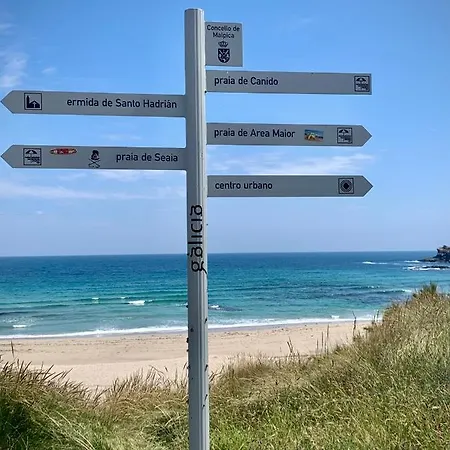 Concello de
Malpica
praia de Canido
ermida de Santo Hadrián
praia de Area Maior
praia de Seaia
centro urbano
galicia